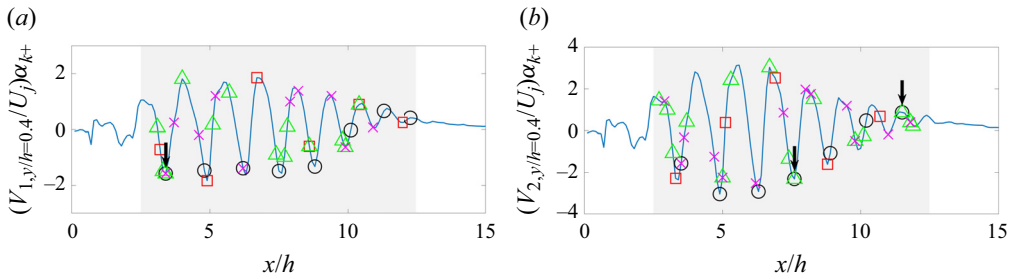 (a)
(b)
(V₁,y/h=0.4/Uⱼ)αₖ₊
2
0
−2
0
5
10
15
x/h
(V₂,y/h=0.4/Uⱼ)αₖ₊
4
2
0
−2
−4
0
5
10
15
x/h